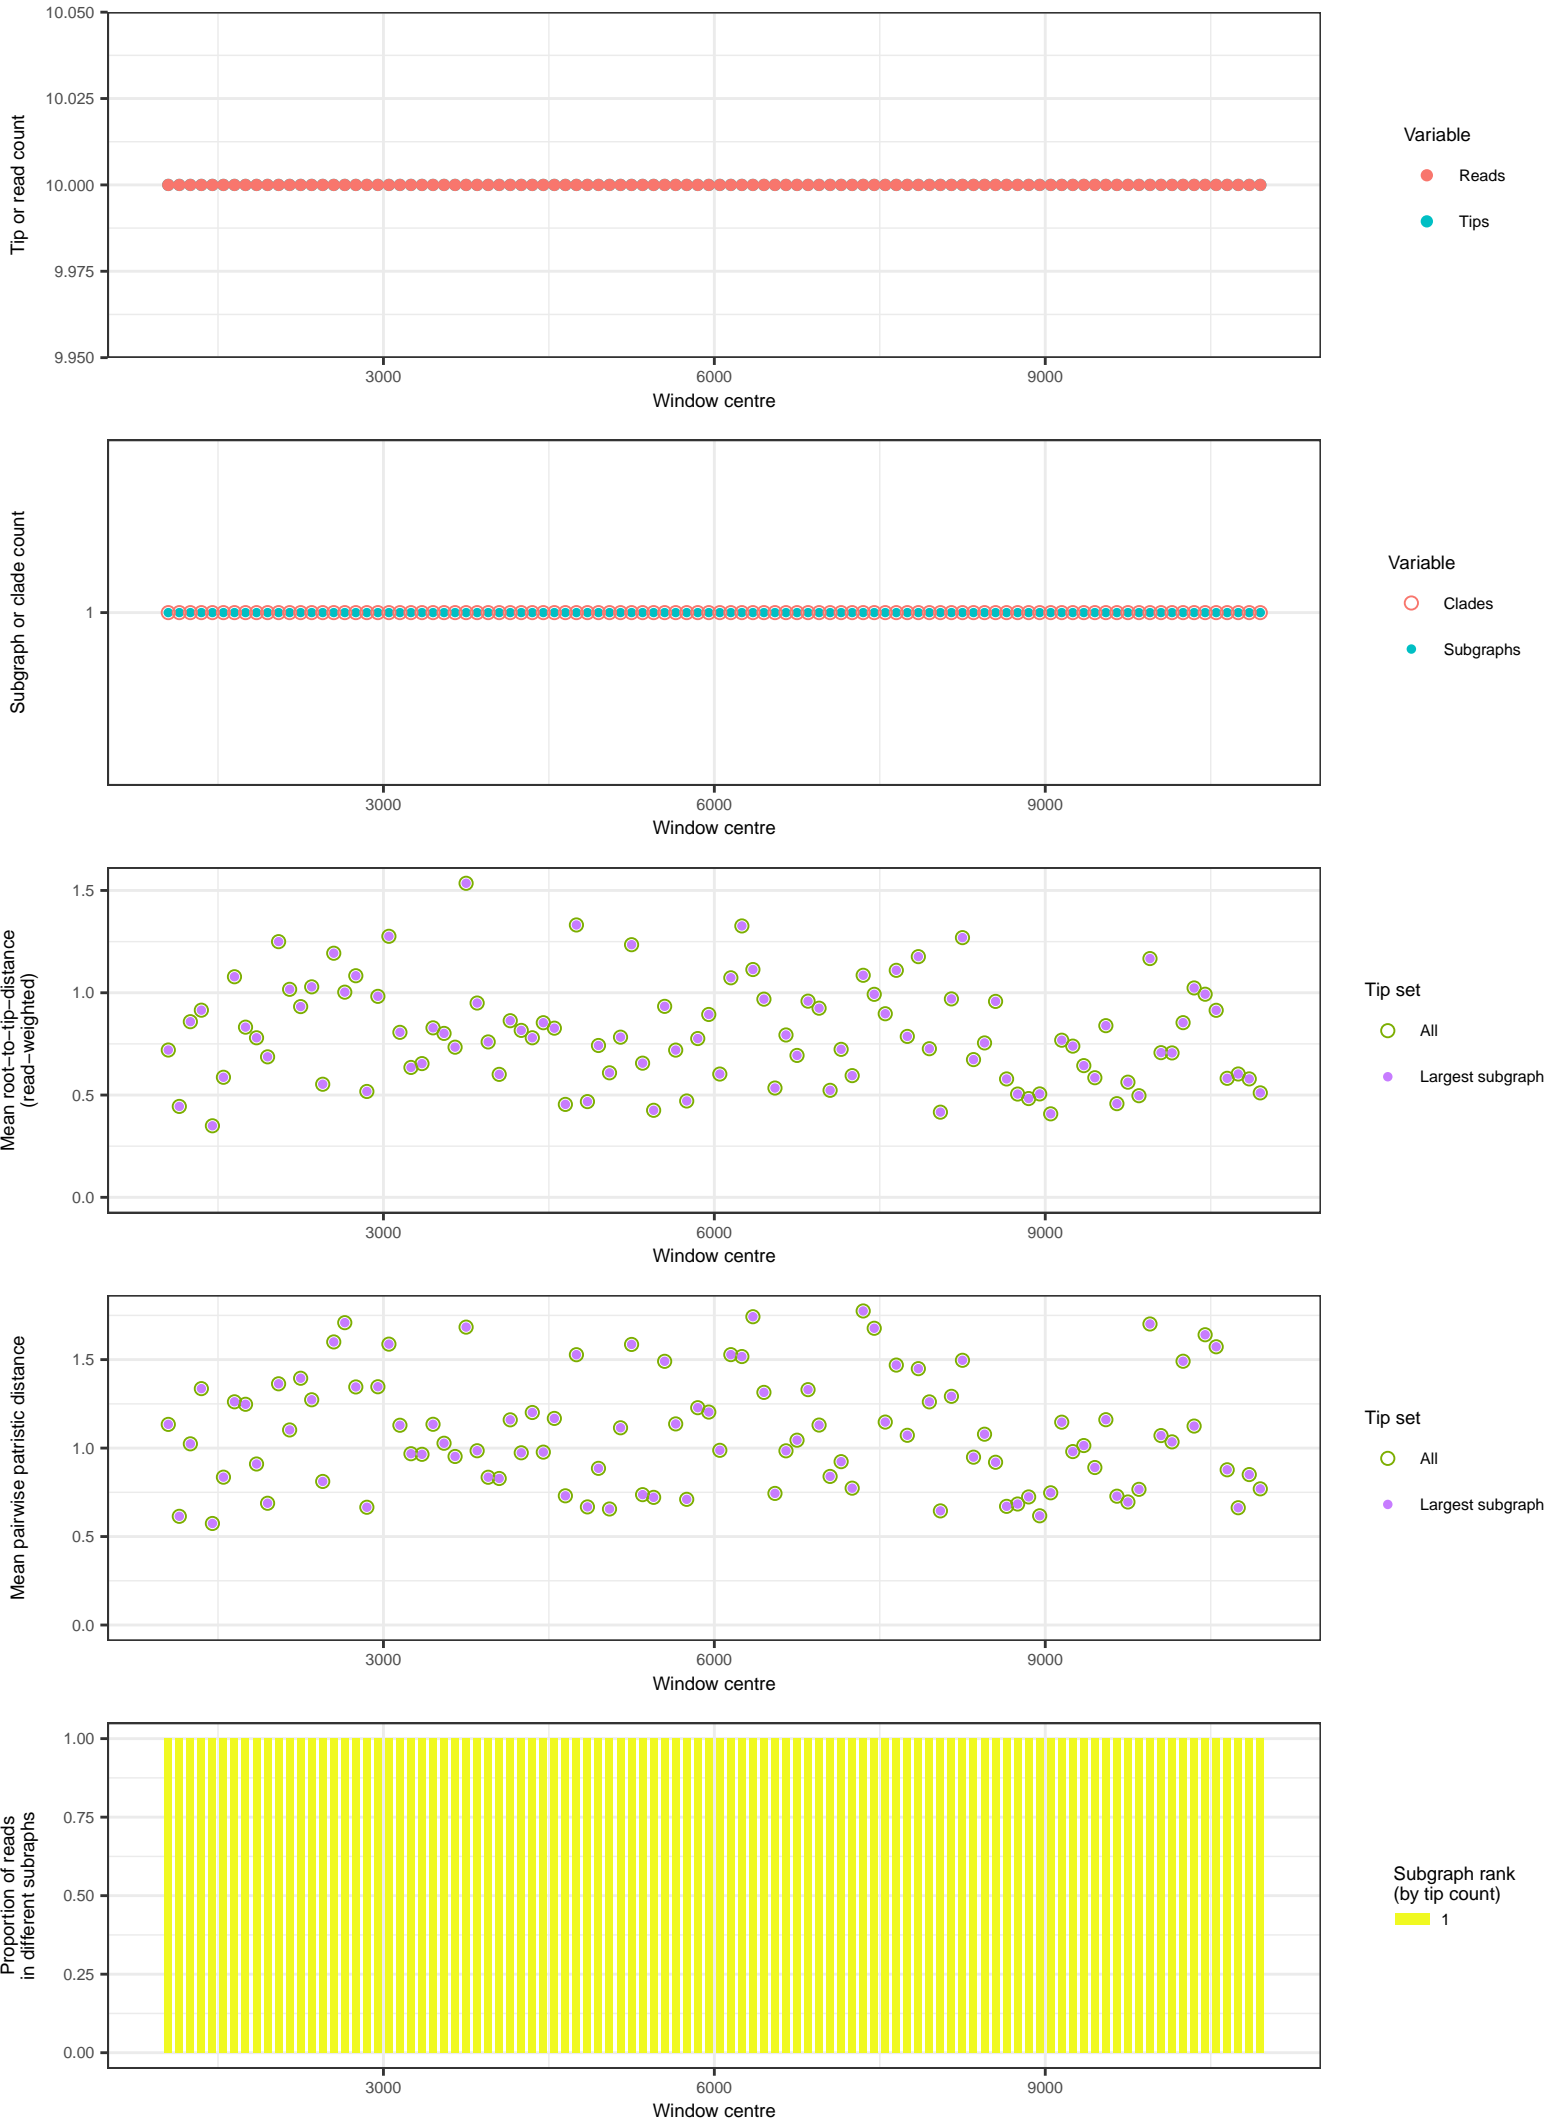 10.050
10.025
10.000
9.975
9.950
Tip or read count
3000
6000
9000
Window centre
Variable
Reads
Tips
1
Subgraph or clade count
3000
6000
9000
Window centre
Variable
Clades
Subgraphs
1.5
1.0
0.5
0.0
Mean root−to−tip−distance
(read−weighted)
3000
6000
9000
Window centre
Tip set
All
Largest subgraph
1.5
1.0
0.5
0.0
Mean pairwise patristic distance
3000
6000
9000
Window centre
Tip set
All
Largest subgraph
1.00
0.75
0.50
0.25
0.00
Proportion of reads
in different subraphs
3000
6000
9000
Window centre
Subgraph rank
(by tip count)
1